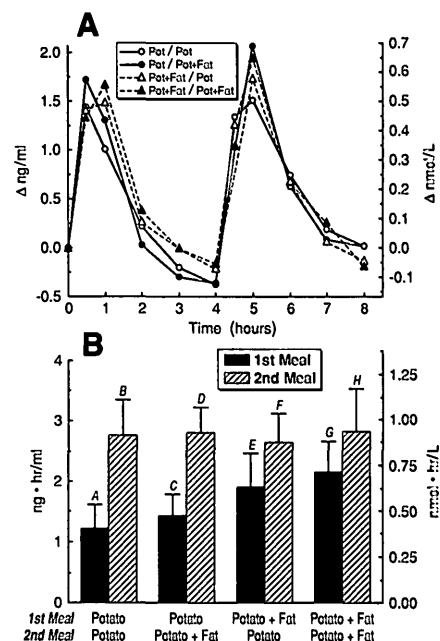 A
Δ ng/ml
2.0
1.5
1.0
0.5
0.0
-0.5
Pot / Pot
Pot / Pot+Fat
Pot+Fat / Pot
Pot+Fat / Pot+Fat
0.7
0.6
0.5
0.4
0.3
0.2
0.1
0.0
-0.1
Δ nmol/L
0 1 2 3 4 5 6 7 8
Time (hours)
B
ng • hr/ml
4
3
2
1
0
1st Meal
2nd Meal
A B C D E F G H
1.25
1.00
0.75
0.50
0.25
0.00
nmol • hr/L
1st Meal Potato Potato Potato + Fat Potato + Fat
2nd Meal Potato Potato + Fat Potato Potato + Fat